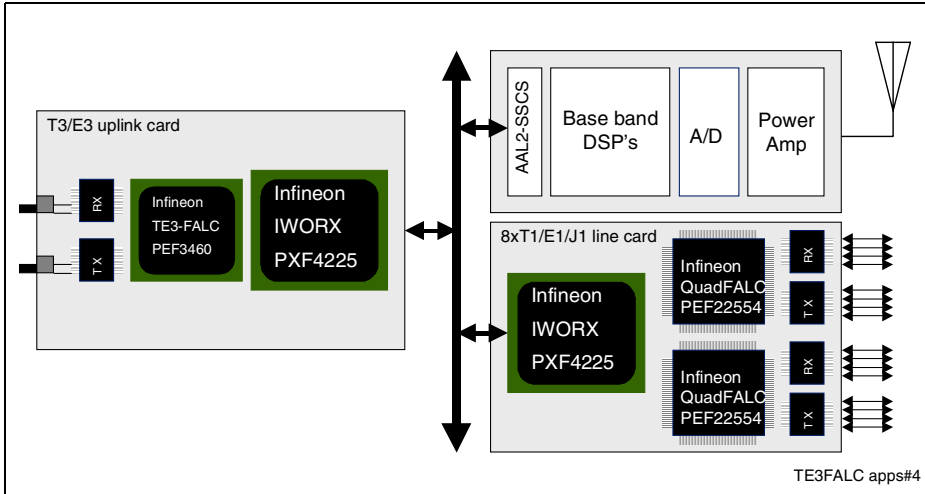 T3/E3 uplink card
RX
TX
Infineon
TE3-FALC
PEF3460
Infineon
IWORX
PXF4225
AAL2-SSCS
Base band
DSP's
A/D
Power
Amp
8xT1/E1/J1 line card
Infineon
IWORX
PXF4225
Infineon
QuadFALC
PEF22554
Infineon
QuadFALC
PEF22554
RX
TX
RX
TX
TE3FALC apps#4